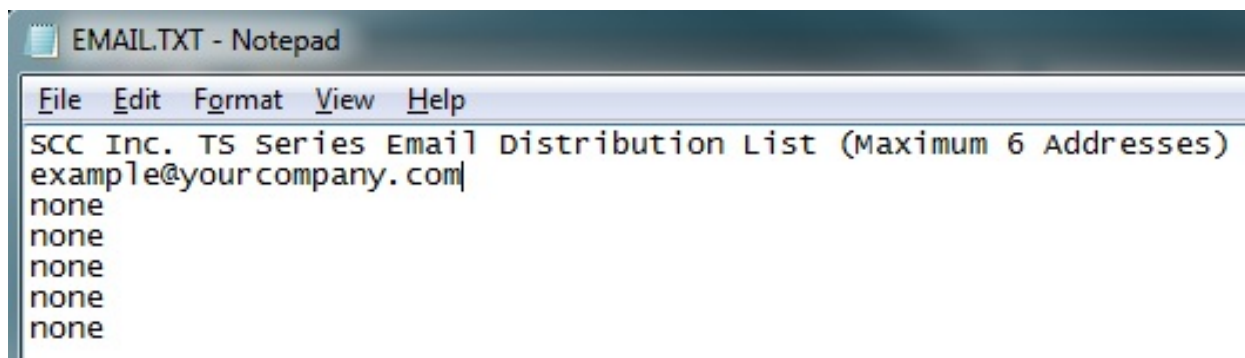 EMAIL.TXT - Notepad
File Edit Format View Help
SCC Inc. TS Series Email Distribution List (Maximum 6 Addresses)
example@yourcompany.com
none
none
none
none
none